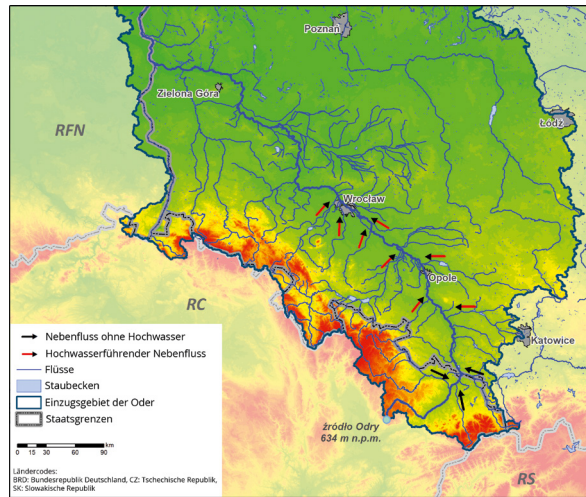 Poznań
Zielona Góra
RFN
Łódź
Wrocław
Opole
RC
Katowice
źródło Odry
634 m n.p.m.
RS
Nebenfluss ohne Hochwasser
Hochwasserführender Nebenfluss
Flüsse
Staubecken
Einzugsgebiet der Oder
Staatsgrenzen
0 15 30 60 90 km
Ländercodes:
BRD: Bundesrepublik Deutschland, CZ: Tschechische Republik,
SK: Slowakische Republik